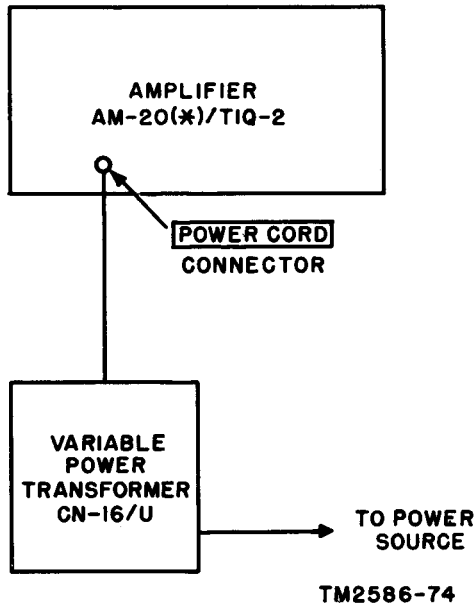 AMPLIFIER
AM-20(*)/TIQ-2
POWER CORD
CONNECTOR
VARIABLE
POWER
TRANSFORMER
CN-16/U
TO POWER
SOURCE
TM2586-74